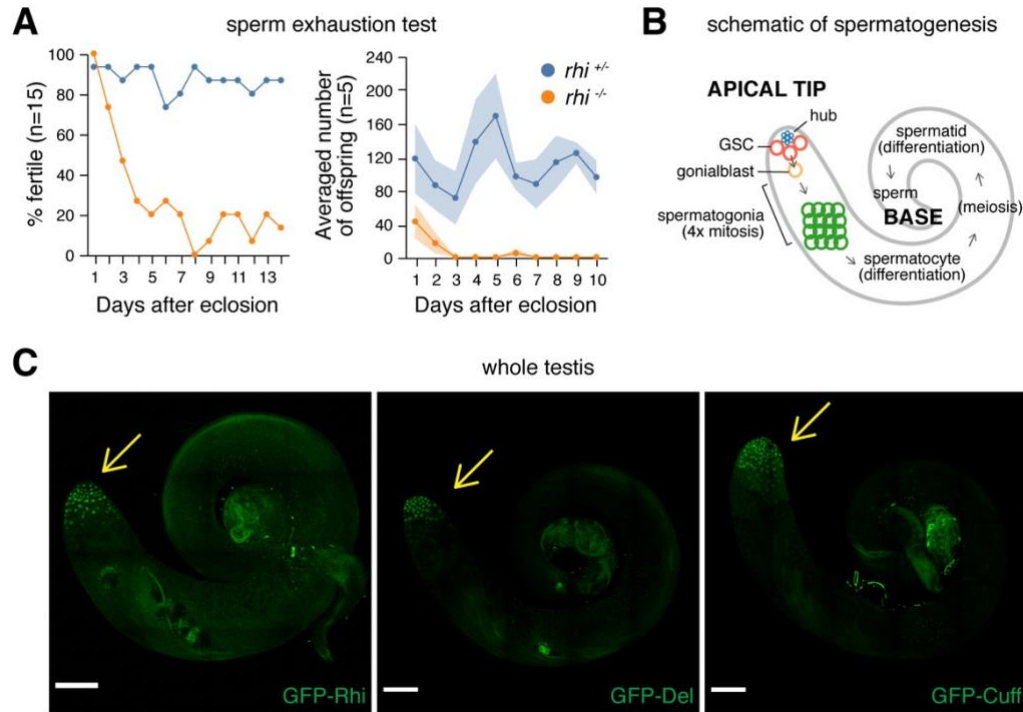 A
sperm exhaustion test
% fertile (n=15)
100
80
60
40
20
0
1 3 5 7 9 11 13
Days after eclosion
Averaged number
of offspring (n=5)
240
200
160
120
80
40
0
1 2 3 4 5 6 7 8 9 10
Days after eclosion
rhi +/-
rhi -/-
B
schematic of spermatogenesis
APICAL TIP
hub
GSC
gonialblast
spermatogonia
(4x mitosis)
spermatid
(differentiation)
sperm
BASE
(meiosis)
spermatocyte
(differentiation)
C
whole testis
GFP-Rhi
GFP-Del
GFP-Cuff